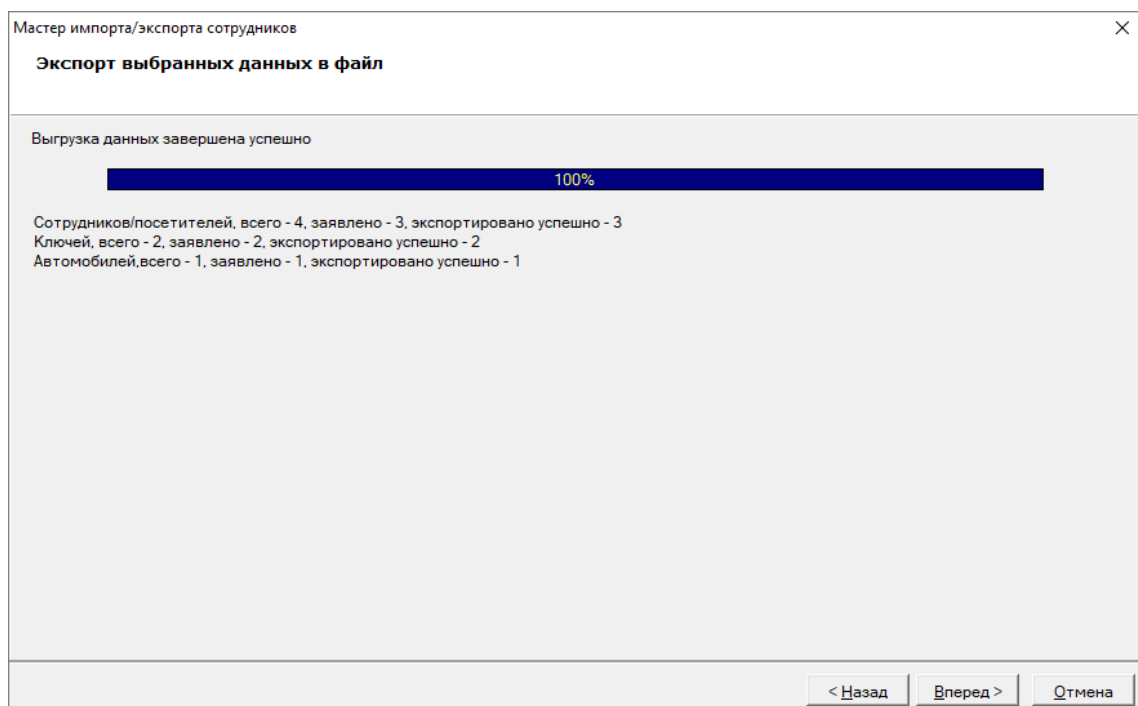 Мастер импорта/экспорта сотрудников
Экспорт выбранных данных в файл
Выгрузка данных завершена успешно
100%
Сотрудников/посетителей, всего - 4, заявлено - 3, экспортировано успешно - 3
Ключей, всего - 2, заявлено - 2, экспортировано успешно - 2
Автомобилей,всего - 1, заявлено - 1, экспортировано успешно - 1
< Назад Вперед > Отмена